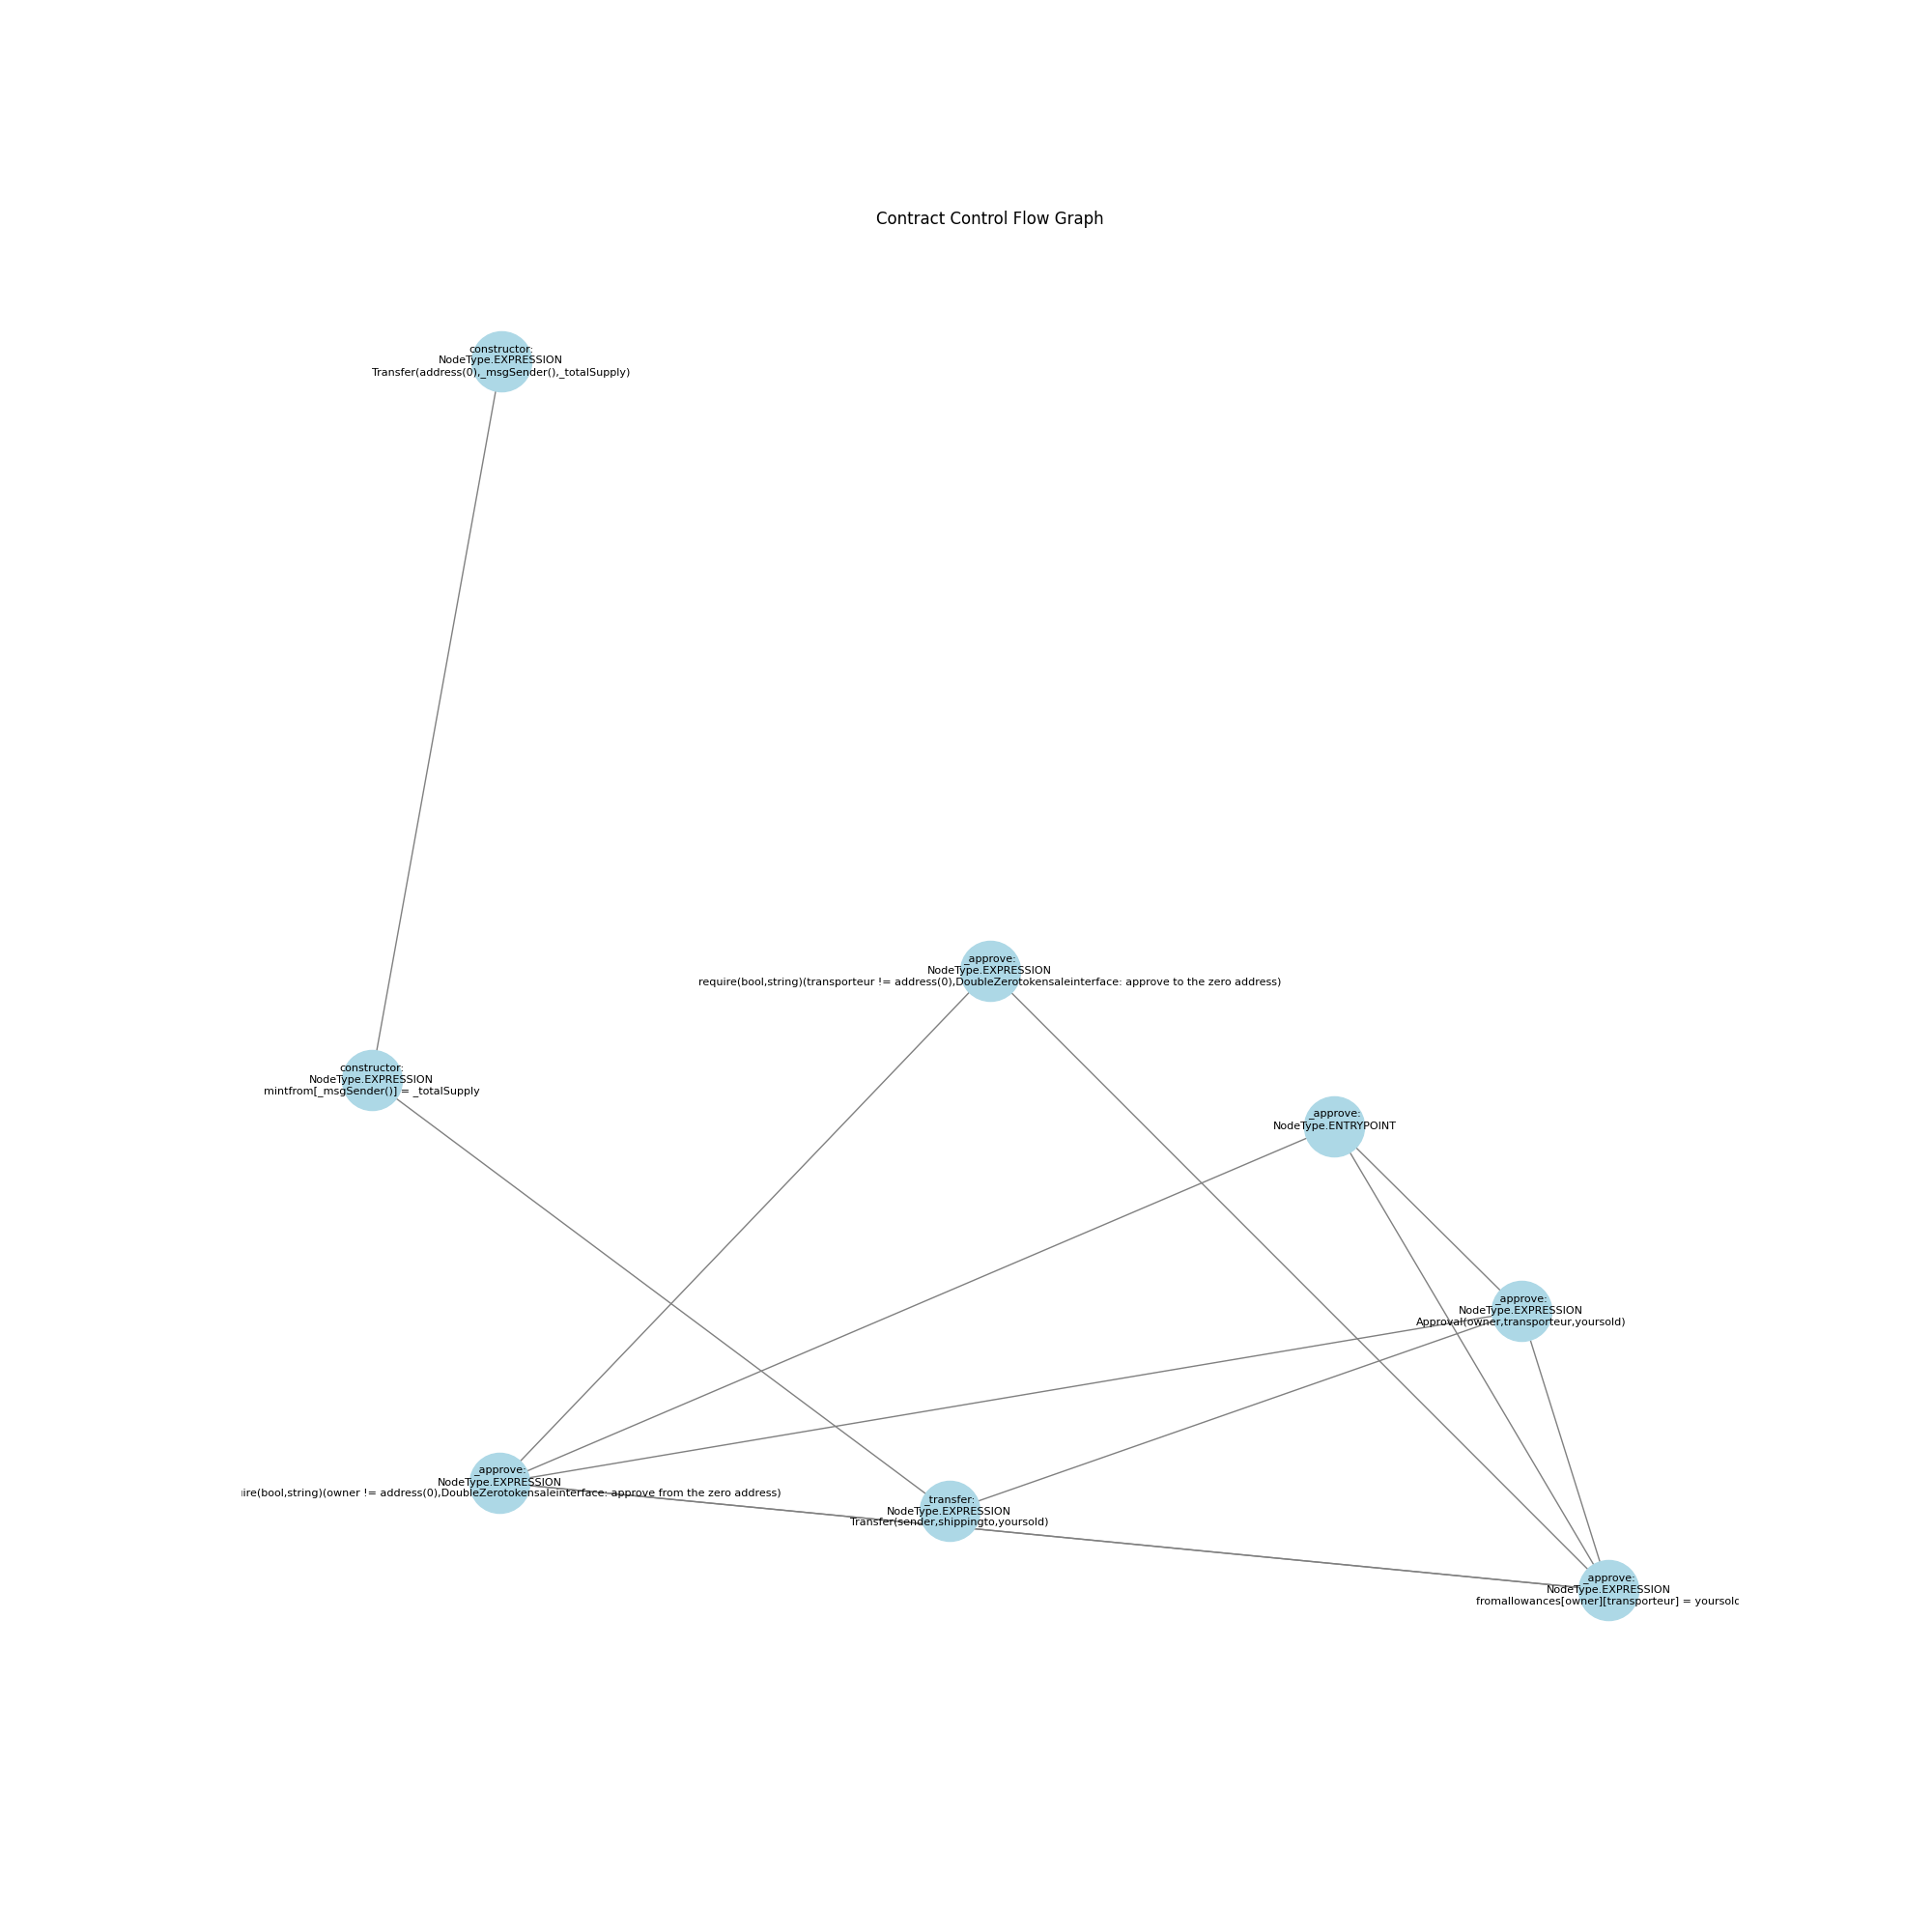 Contract Control Flow Graph
constructor:
NodeType.EXPRESSION
Transfer(address(0),_msgSender(),_totalSupply)
_approve:
NodeType.EXPRESSION
require(bool,string)(transporteur != address(0),DoubleZerotokensaleinterface: approve to the zero address)
constructor:
NodeType.EXPRESSION
mintfrom[_msgSender()] = _totalSupply
_approve:
NodeType.ENTRYPOINT
_approve:
NodeType.EXPRESSION
Approval(owner,transporteur,yoursold)
_approve:
NodeType.EXPRESSION
ire(bool,string)(owner != address(0),DoubleZerotokensaleinterface: approve from the zero address)
_transfer:
NodeType.EXPRESSION
Transfer(sender,shippingto,yoursold)
_approve:
NodeType.EXPRESSION
fromallowances[owner][transporteur] = yoursold